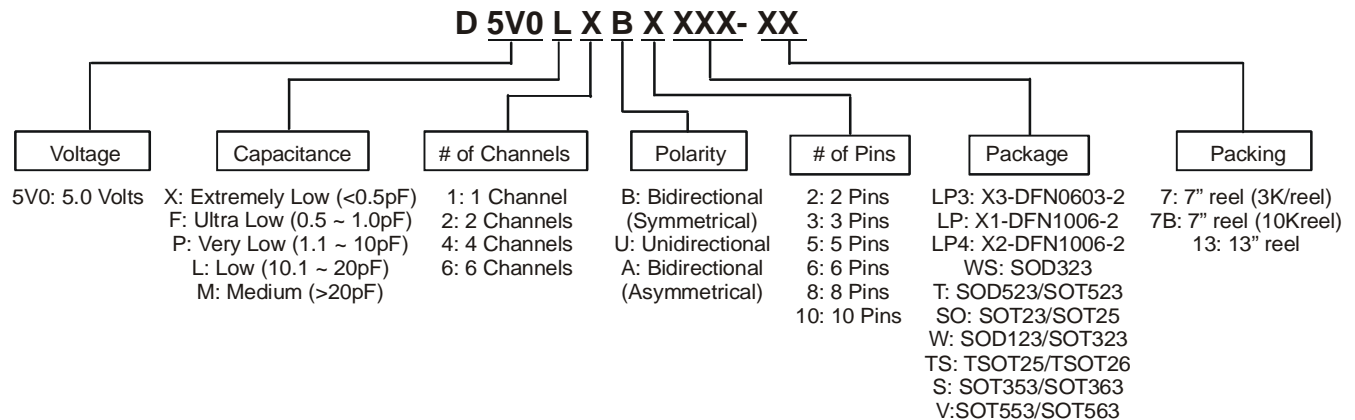 D 5V0 L X B X XXX- XX
Voltage
5V0: 5.0 Volts
Capacitance
X: Extremely Low (<0.5pF)
F: Ultra Low (0.5 ~ 1.0pF)
P: Very Low (1.1 ~ 10pF)
L: Low (10.1 ~ 20pF)
M: Medium (>20pF)
# of Channels
1: 1 Channel
2: 2 Channels
4: 4 Channels
6: 6 Channels
Polarity
B: Bidirectional
(Symmetrical)
U: Unidirectional
A: Bidirectional
(Asymmetrical)
# of Pins
2: 2 Pins
3: 3 Pins
5: 5 Pins
6: 6 Pins
8: 8 Pins
10: 10 Pins
Package
LP3: X3-DFN0603-2
LP: X1-DFN1006-2
LP4: X2-DFN1006-2
WS: SOD323
T: SOD523/SOT523
SO: SOT23/SOT25
W: SOD123/SOT323
TS: TSOT25/TSOT26
S: SOT353/SOT363
V:SOT553/SOT563
Packing
7: 7” reel (3K/reel)
7B: 7” reel (10Kreel)
13: 13” reel